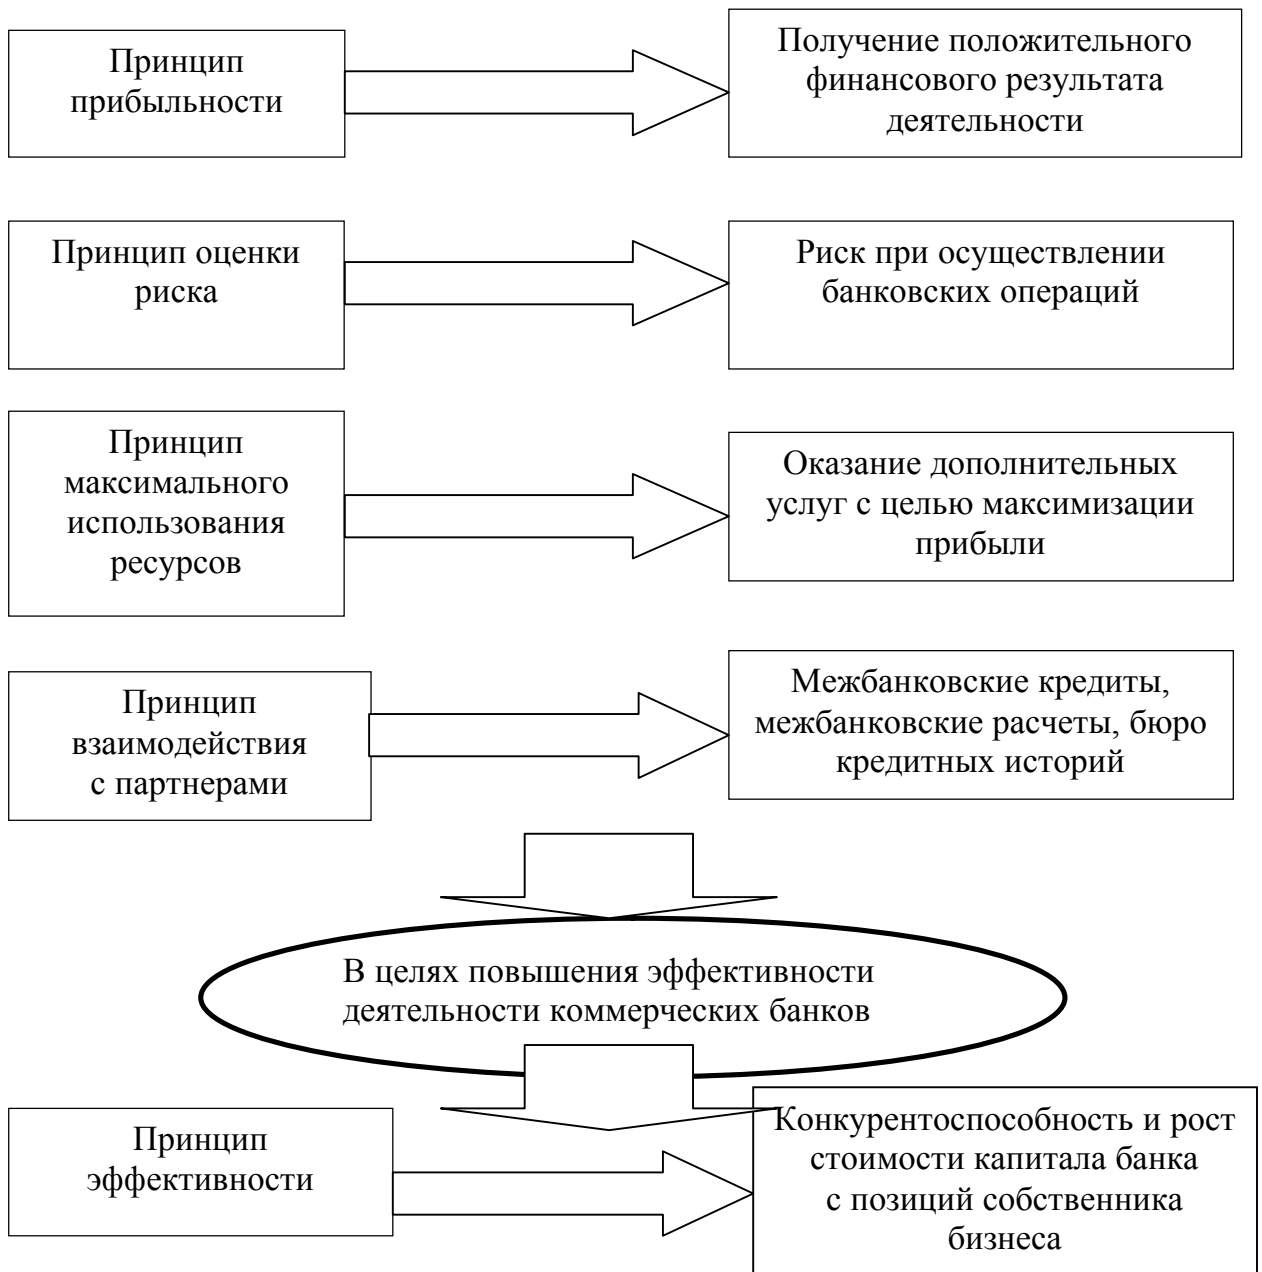 Принцип
прибыльности
Получение положительного
финансового результата
деятельности
Принцип оценки
риска
Риск при осуществлении
банковских операций
Принцип
максимального
использования
ресурсов
Оказание дополнительных
услуг с целью максимизации
прибыли
Принцип
взаимодействия
с партнерами
Межбанковские кредиты,
межбанковские расчеты, бюро
кредитных историй
В целях повышения эффективности
деятельности коммерческих банков
Принцип
эффективности
Конкурентоспособность и рост
стоимости капитала банка
с позиций собственника
бизнеса